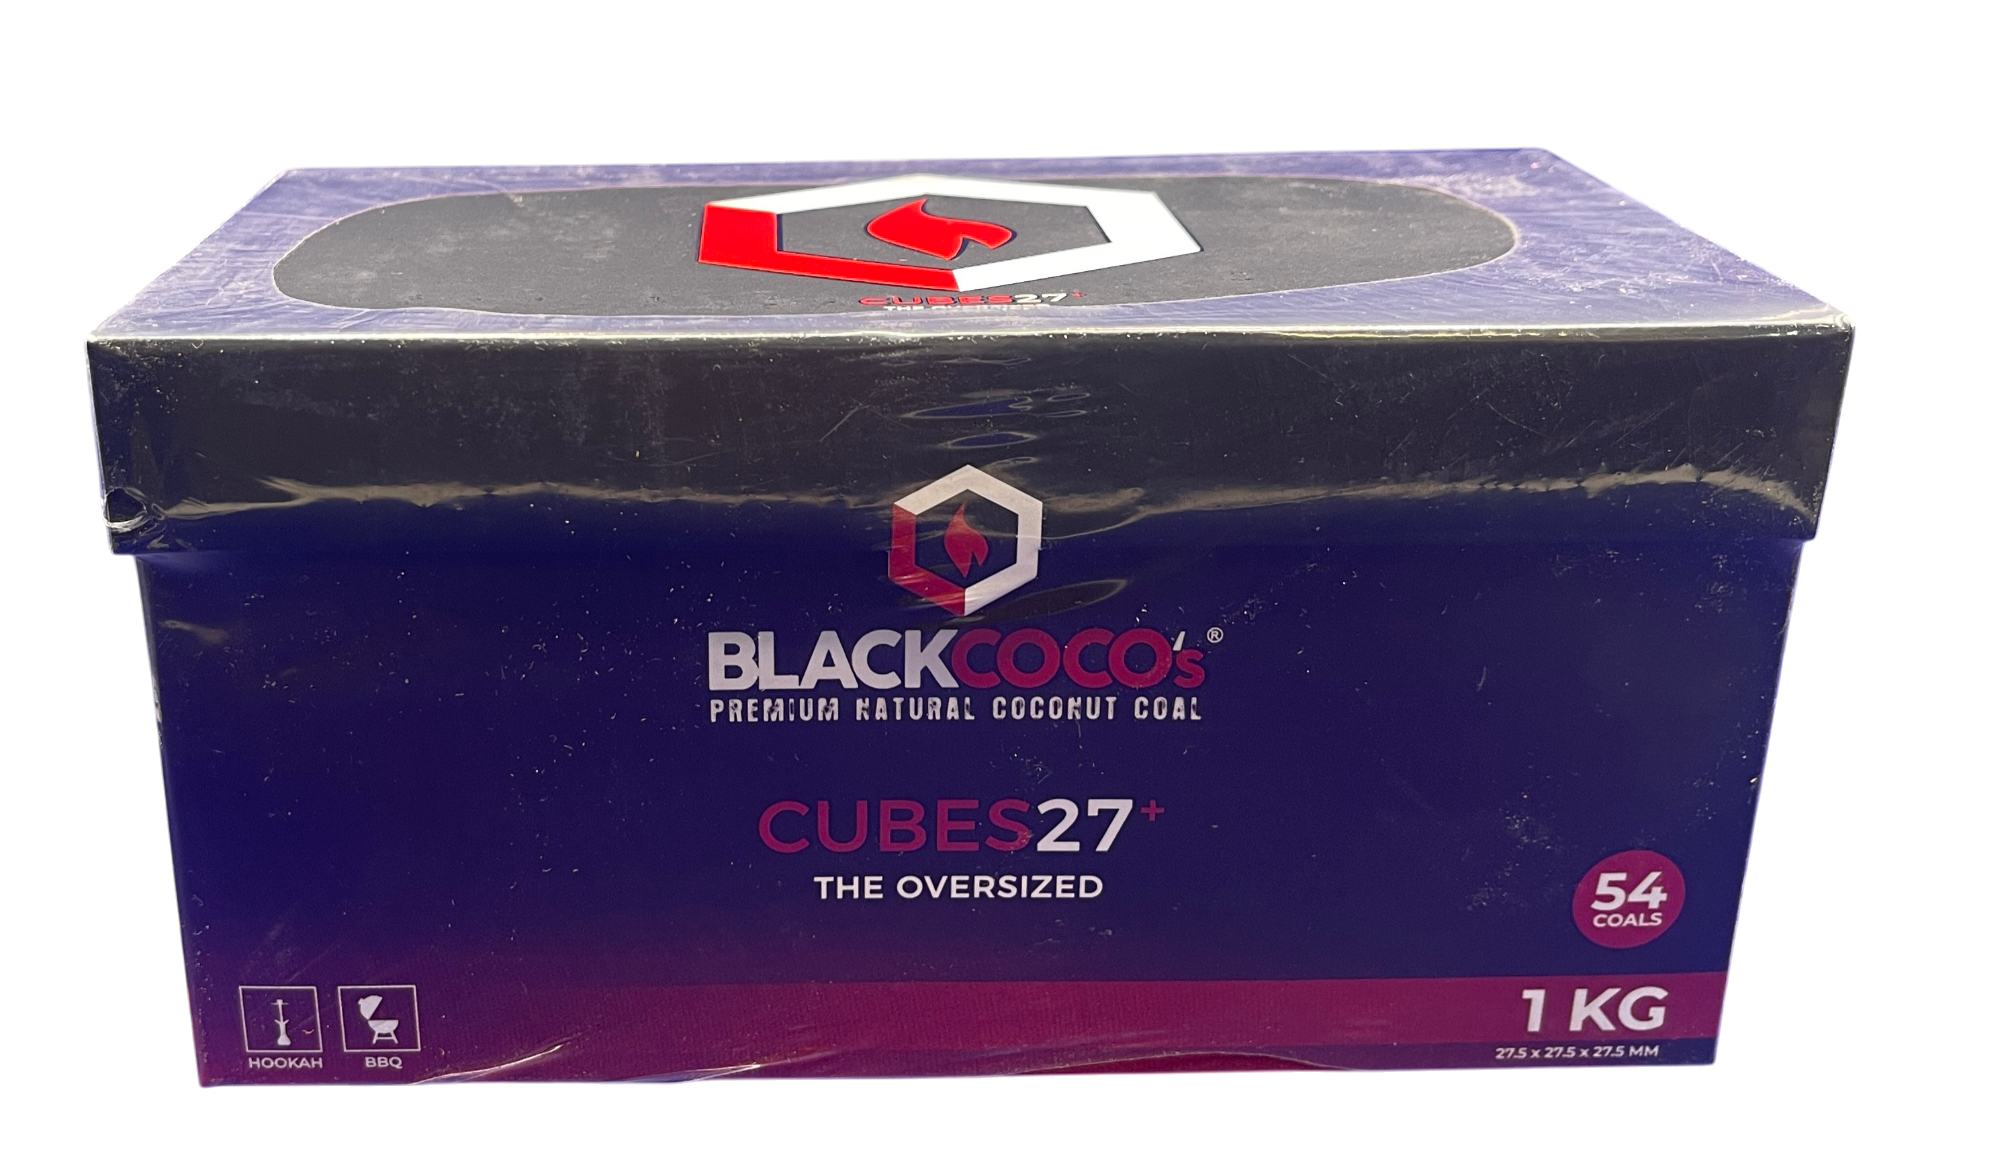 CUBES27+
THE OVERSIZED
BLACKCOCO's®
PREMIUM NATURAL COCONUT COAL
CUBES27+
THE OVERSIZED
54
COALS
1 KG
27.5 x 27.5 x 27.5 MM
HOOKAH
BBQ